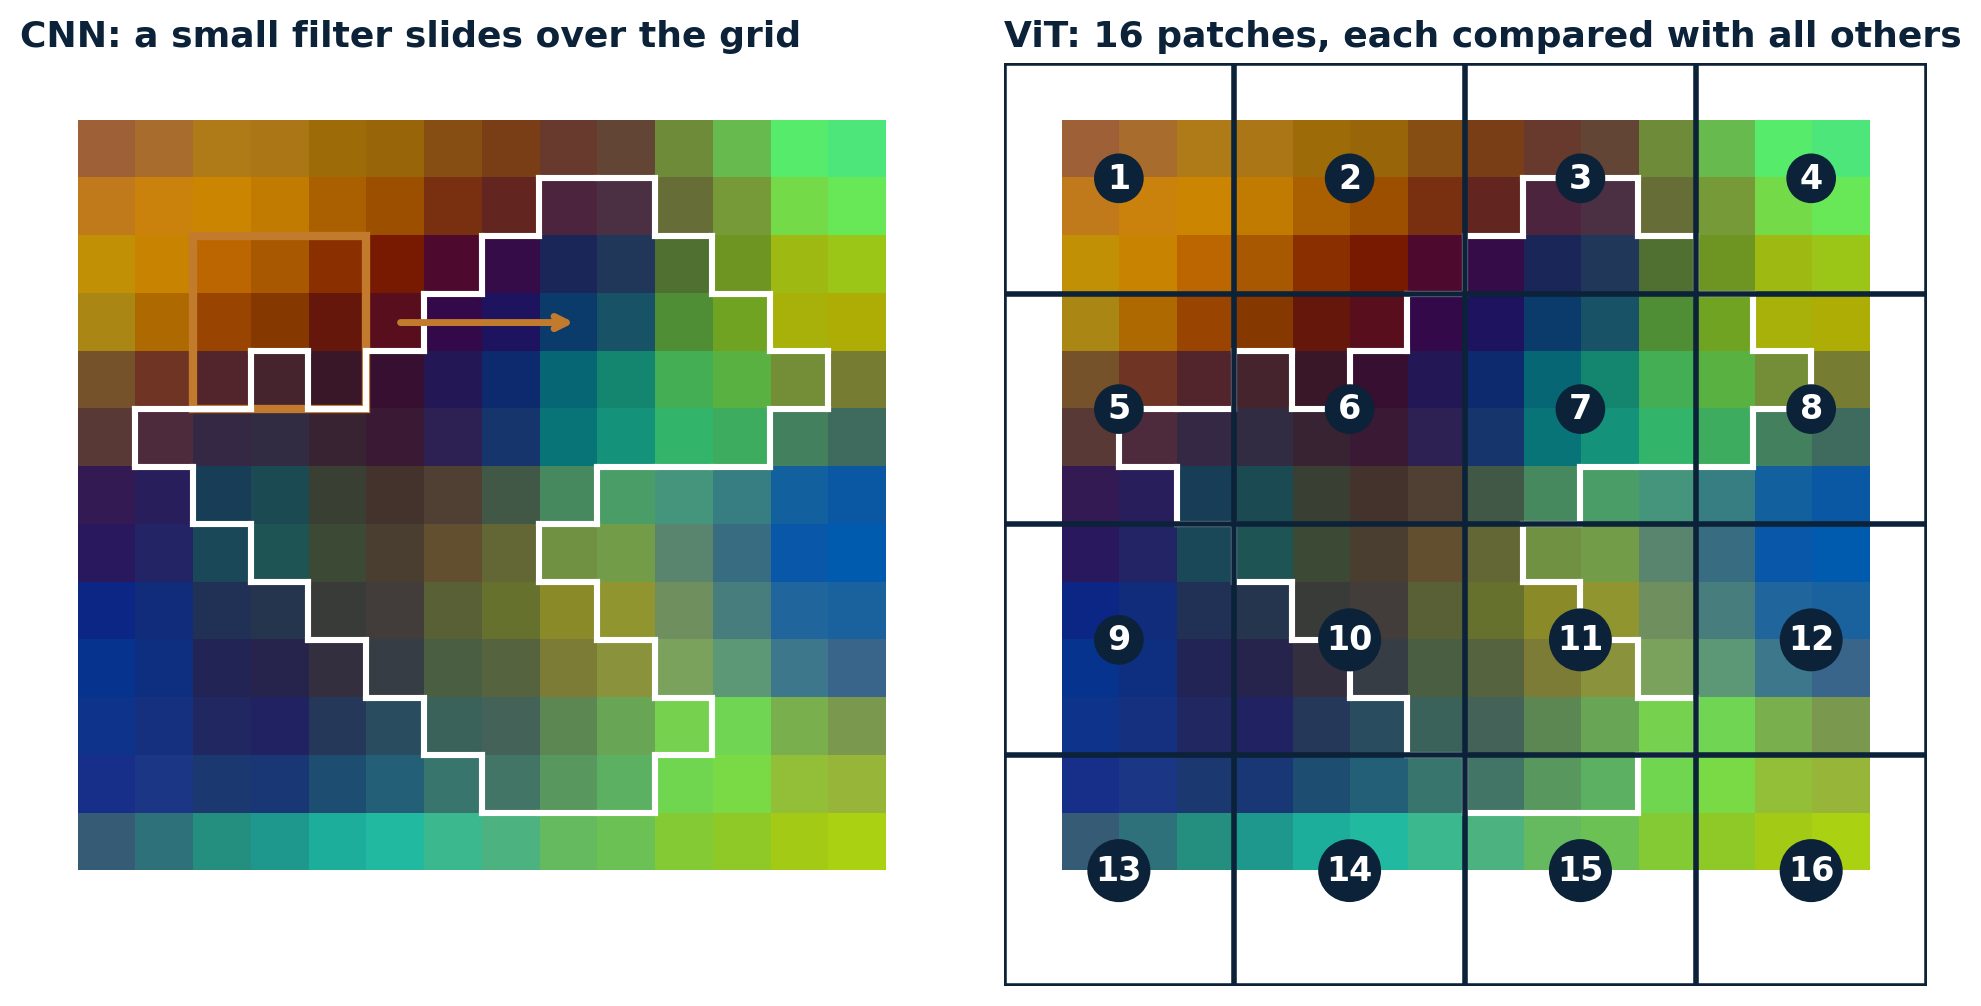 CNN: a small filter slides over the grid
ViT: 16 patches, each compared with all others
1 2 3 4
5 6 7 8
9 10 11 12
13 14 15 16